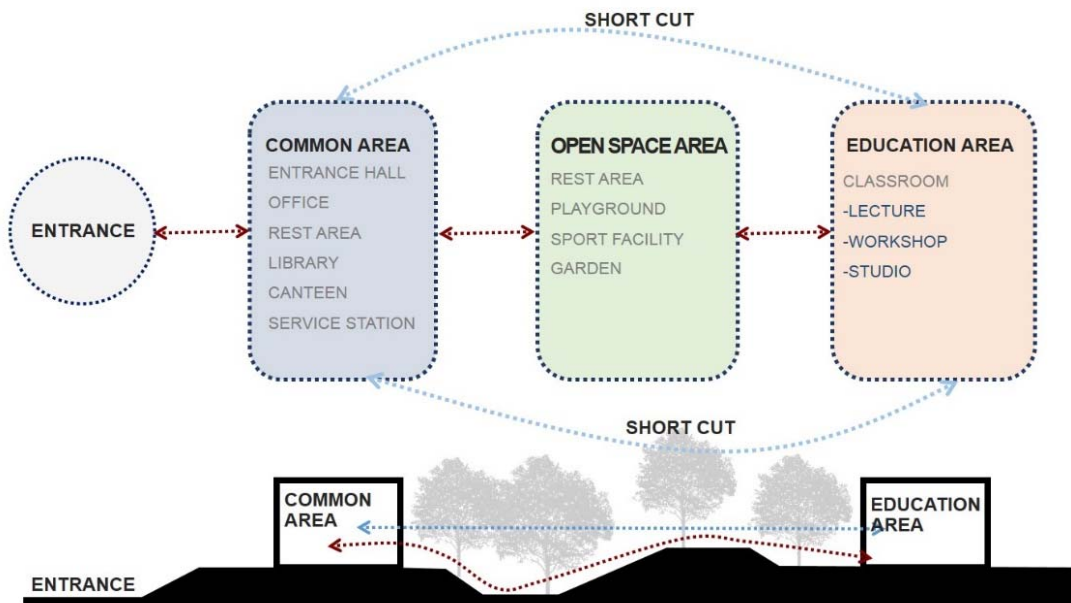 SHORT CUT
ENTRANCE
COMMON AREA
ENTRANCE HALL
OFFICE
REST AREA
LIBRARY
CANTEEN
SERVICE STATION
OPEN SPACE AREA
REST AREA
PLAYGROUND
SPORT FACILITY
GARDEN
EDUCATION AREA
CLASSROOM
-LECTURE
-WORKSHOP
-STUDIO
SHORT CUT
COMMON
AREA
EDUCATION
AREA
ENTRANCE